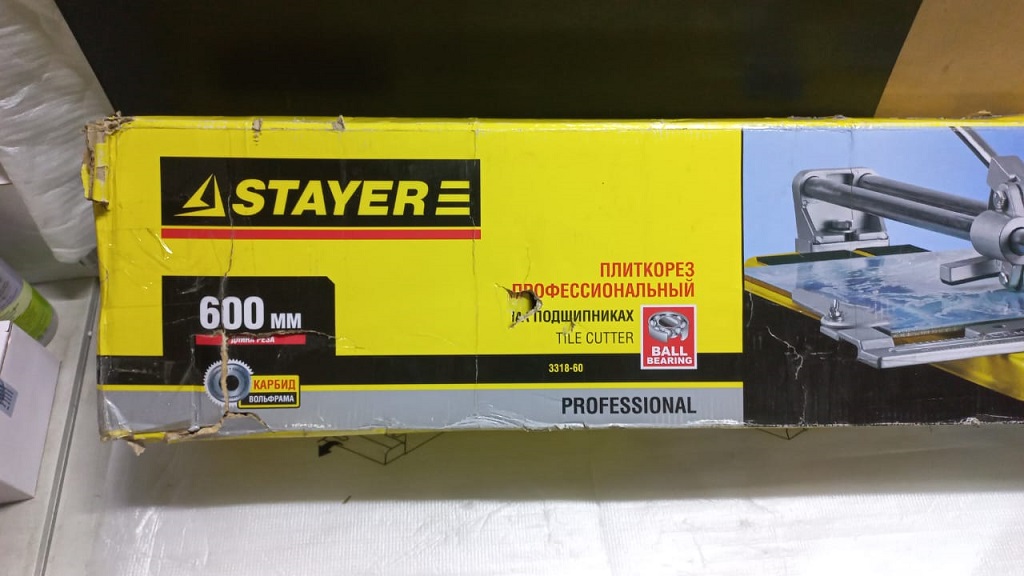 STAYER
ПЛИТКОРЕЗ
ПРОФЕССИОНАЛЬНЫЙ
ПОДШИПНИКАХ
TILE CUTTER
BALL
BEARING
600 мм
ДЛИНА РЕЗА
3318-60
КАРБИД
ВОЛЬФРАМА
PROFESSIONAL